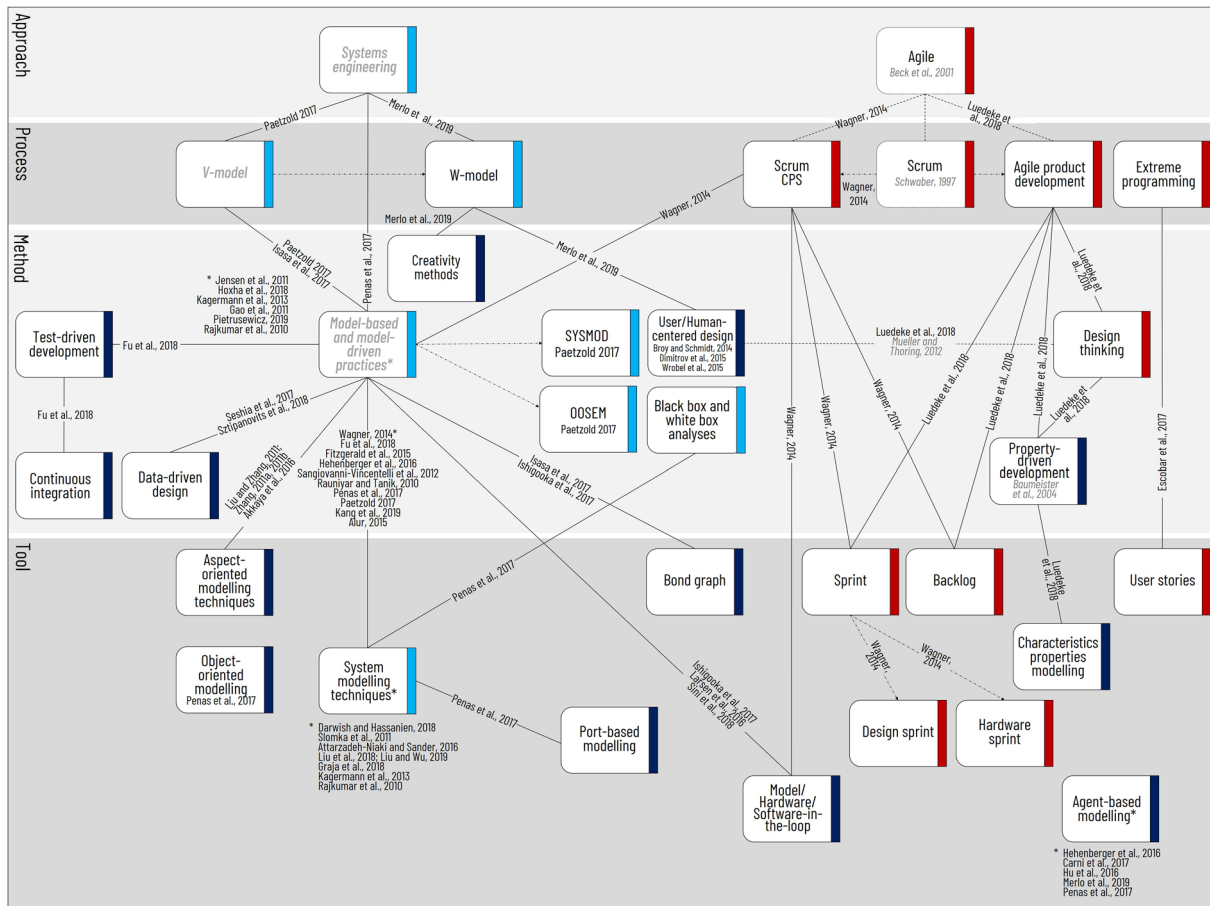 Approach
Systems
engineering
Agile
Beck et al., 2001
Paetzold 2017
Merlo et al., 2019
Wagner, 2014
Luedeke et
al., 2018
Process
V-model
W-model
Scrum
CPS
Scrum
Schwaber, 1997
Agile product
development
Extreme
programming
Wagner,
2014
Wagner, 2014
Merlo et al., 2019
Paetzold 2017
Isasa et al., 2017
Penas et al., 2017
Merlo et al., 2019
Method
Creativity
methods
* Jensen et al., 2011
Hoxha et al., 2018
Kagermann et al., 2013
Gao et al., 2011
Pietrusewicz, 2019
Rajkumar et al., 2010
Test-driven
development
Fu et al., 2018
Model-based
and model-
driven
practices*
SYSMOD
Paetzold 2017
User/Human-
centered design
Broy and Schmidt, 2014
Dimitrov et al., 2015
Wrobel et al., 2015
Luedeke et al., 2018
Mueller and
Thoring, 2012
Luedeke et
al., 2018
Design
thinking
OOSEM
Paetzold 2017
Black box and
white box
analyses
Fu et al., 2018
Seshia et al., 2017
Sztipanovits et al., 2018
Wagner, 2014
Wagner, 2014
Wagner, 2014
Luedeke et al., 2018
Luedeke et al., 2018
Luedeke et al., 2018
Luedeke et
al., 2018
Escobar et al., 2017
Continuous
integration
Data-driven
design
Liu and Zhang, 2011;
Zhang, 2011a, 2011b
Akkaya et al., 2016
Wagner, 2014*
Fu et al., 2018
Fitzgerald et al., 2015
Hehenberger et al., 2016
Sangiovanni-Vincentelli et al., 2012
Rauniyar and Tanik, 2010
Penas et al., 2017
Paetzold 2017
Kang et al., 2019
Alur, 2015
Isasa et al., 2017
Ishigooka et al., 2017
Property-
driven
development
Baumeister
et al., 2004
Tool
Aspect-
oriented
modelling
techniques
Penas et al., 2017
Bond graph
Sprint
Backlog
Luedeke
et al., 2018
User stories
Object-
oriented
modelling
Penas et al., 2017
System
modelling
techniques*
Penas et al., 2017
Ishigooka et al., 2017
Larsen et al., 2016
Sini et al., 2018
Wagner,
2014
Wagner,
2014
Characteristics
properties
modelling
* Darwish and Hassanien, 2018
Slomka et al., 2011
Attarzadeh-Niaki and Sander, 2016
Liu et al., 2018; Liu and Wu, 2019
Graja et al., 2018
Kagermann et al., 2013
Rajkumar et al., 2010
Port-based
modelling
Design sprint
Hardware
sprint
Model/
Hardware/
Software-in-
the-loop
Agent-based
modelling*
* Hehenberger et al., 2016
Carni et al., 2017
Hu et al., 2016
Merlo et al., 2019
Penas et al., 2017